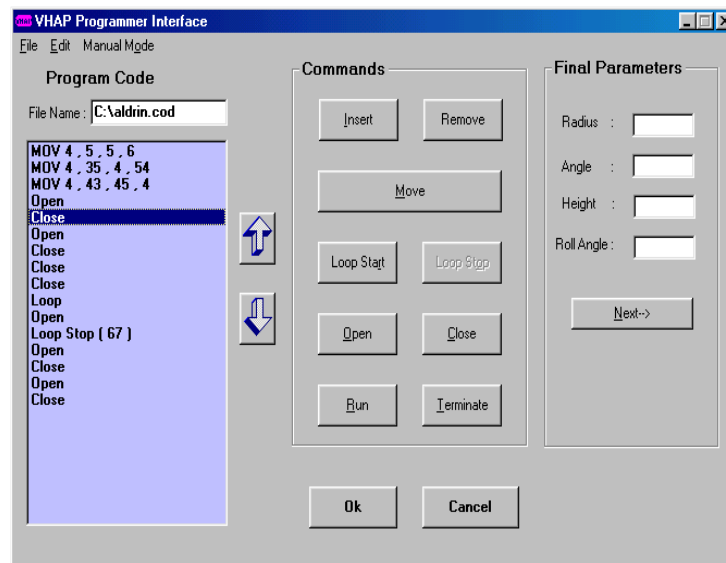 VHAP Programmer Interface
File Edit Manual Mode
Program Code
File Name : C:\aldrin.cod
MOV 4 , 5 , 5 , 6
MOV 4 , 35 , 4 , 54
MOV 4 , 43 , 45 , 4
Open
Close
Open
Close
Close
Close
Loop
Open
Loop Stop ( 67 )
Open
Close
Open
Close
Commands
Insert Remove
Move
Loop Start Loop Stop
Open Close
Run Terminate
Ok Cancel
Final Parameters
Radius :
Angle :
Height :
Roll Angle :
Next-->